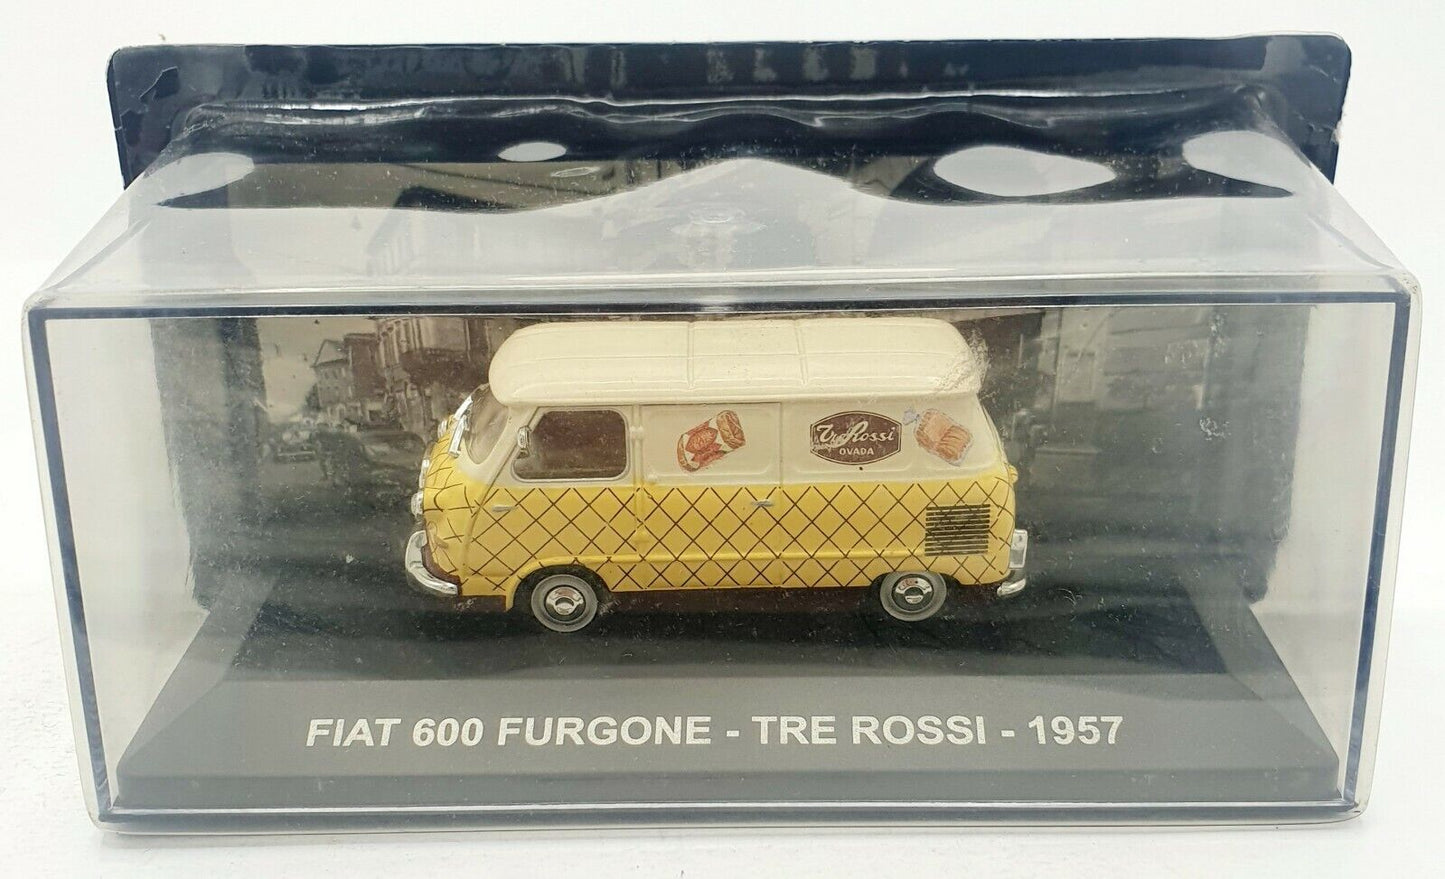 Tre Rossi
OVADA
FIAT 600 FURGONE - TRE ROSSI - 1957